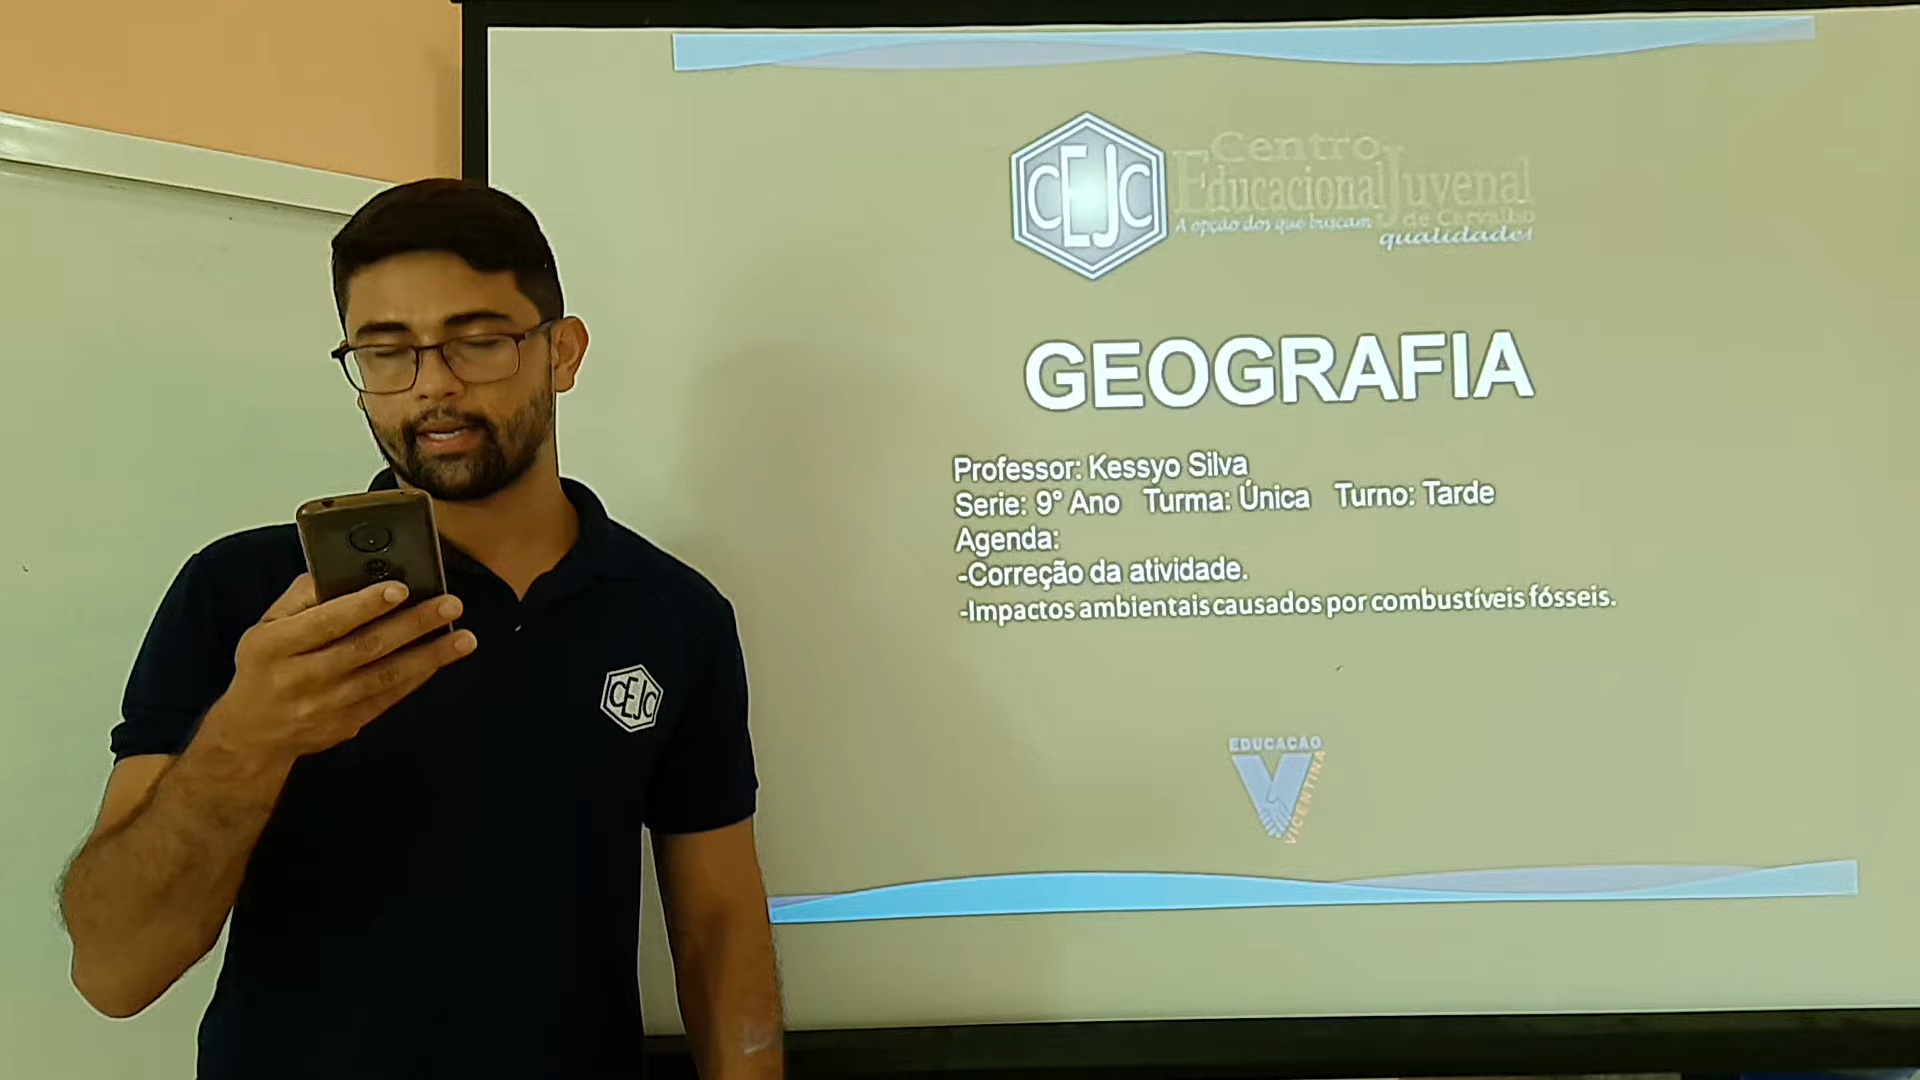 CEJC
Centro
Educacional Juvenal
de Carvalho
A opção dos que buscam
qualidade!
GEOGRAFIA
Professor: Kessyo Silva
Serie: 9° Ano Turma: Única Turno: Tarde
Agenda:
-Correção da atividade.
-Impactos ambientais causados por combustíveis fósseis.
CEJC
EDUCAÇÃO
VICENTINA